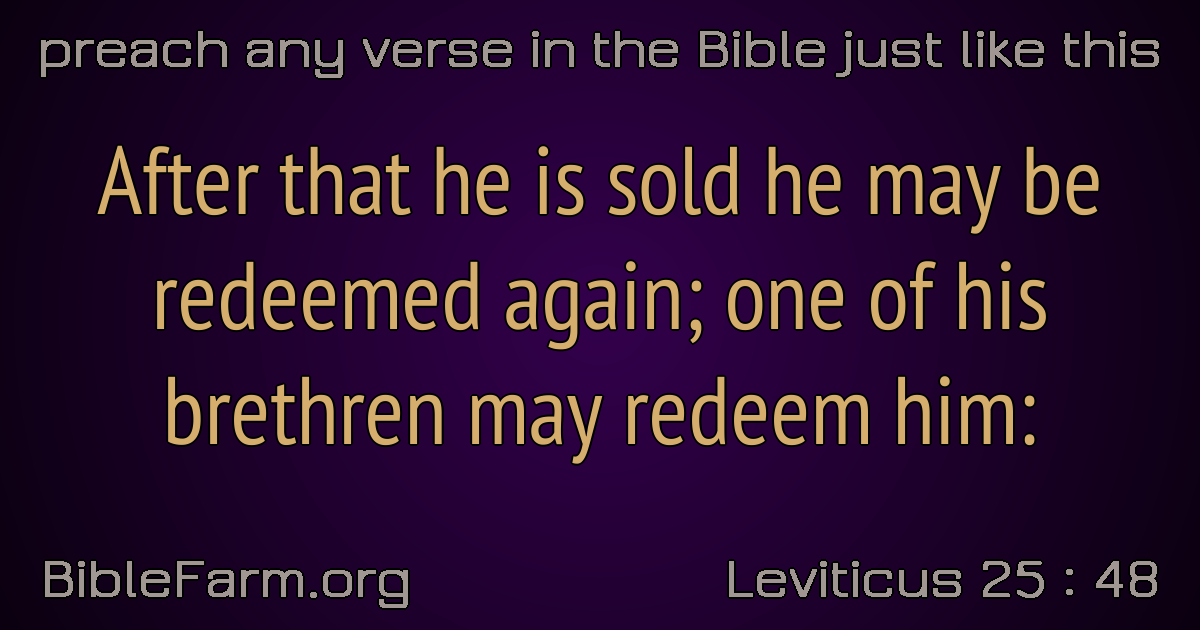 preach any verse in the Bible just like this
After that he is sold he may be
redeemed again; one of his
brethren may redeem him:
BibleFarm.org
Leviticus 25 : 48